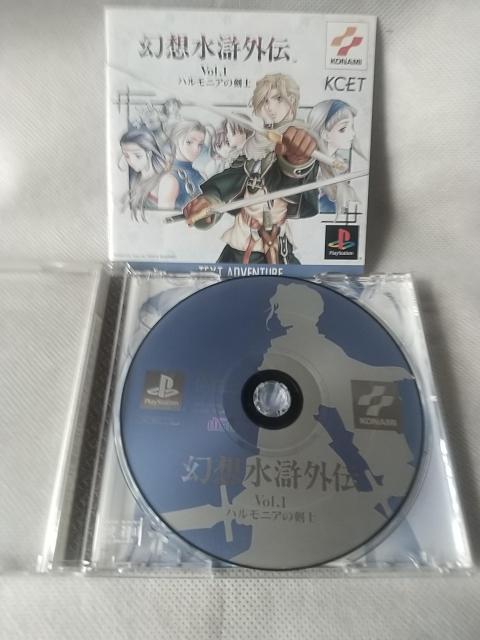 幻想水滸外伝
Vol.1
ハルモニアの剣士
KONAMI
KCET
PlayStation
TEXT ADVENTURE
PlayStation
KONAMI
幻想水滸外伝
Vol.1
ハルモニアの剣士